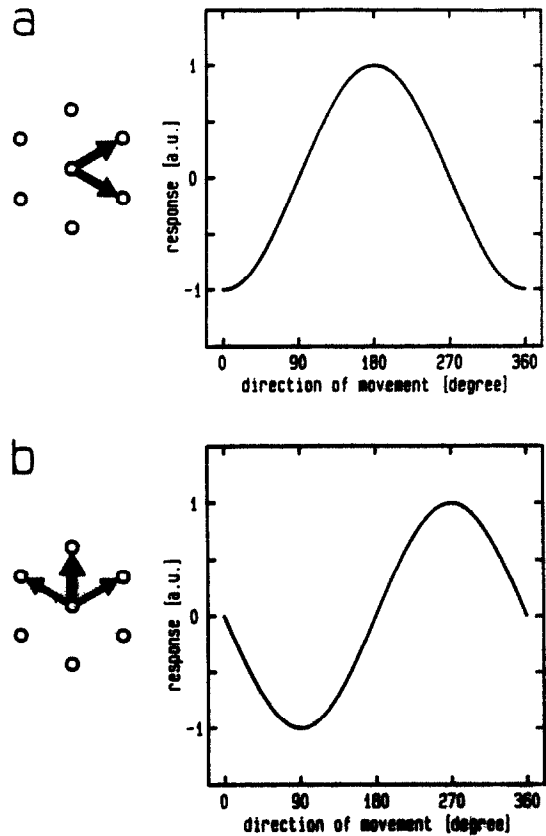 a
response [a.u.]
1
0
-1
0 90 180 270 360
direction of movement [degree]
b
response [a.u.]
1
0
-1
0 90 180 270 360
direction of movement [degree]